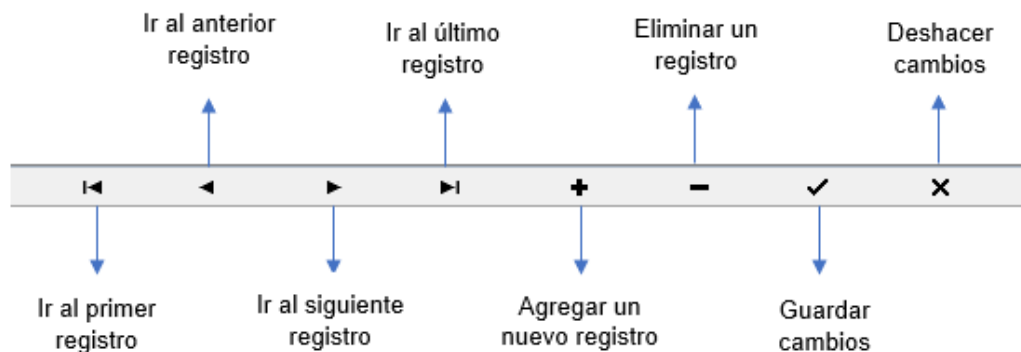 Ir al anterior
registro
Ir al último
registro
Eliminar un
registro
Deshacer
cambios
Ir al primer
registro
Ir al siguiente
registro
Agregar un
nuevo registro
Guardar
cambios